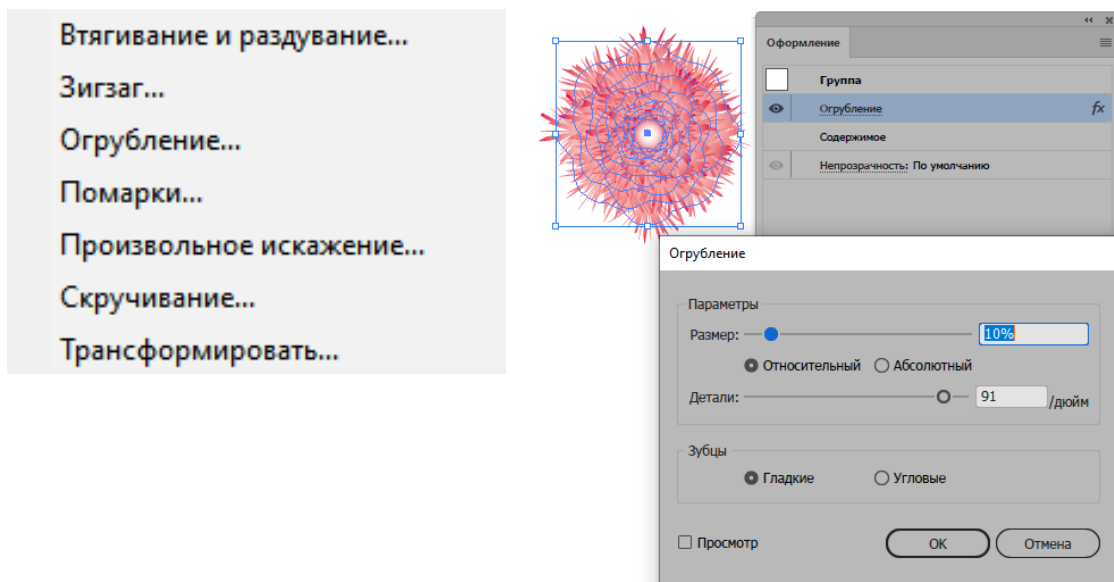 Втягивание и раздувание...
Зигзаг...
Огрубление...
Помарки...
Произвольное искажение...
Скручивание...
Трансформировать...
Оформление
Группа
Огрубление fx
Содержимое
Непрозрачность: По умолчанию
Огрубление
Параметры
Размер: 10%
Относительный Абсолютный
Детали: 91 /дюйм
Зубцы
Гладкие Угловые
Просмотр OK Отмена